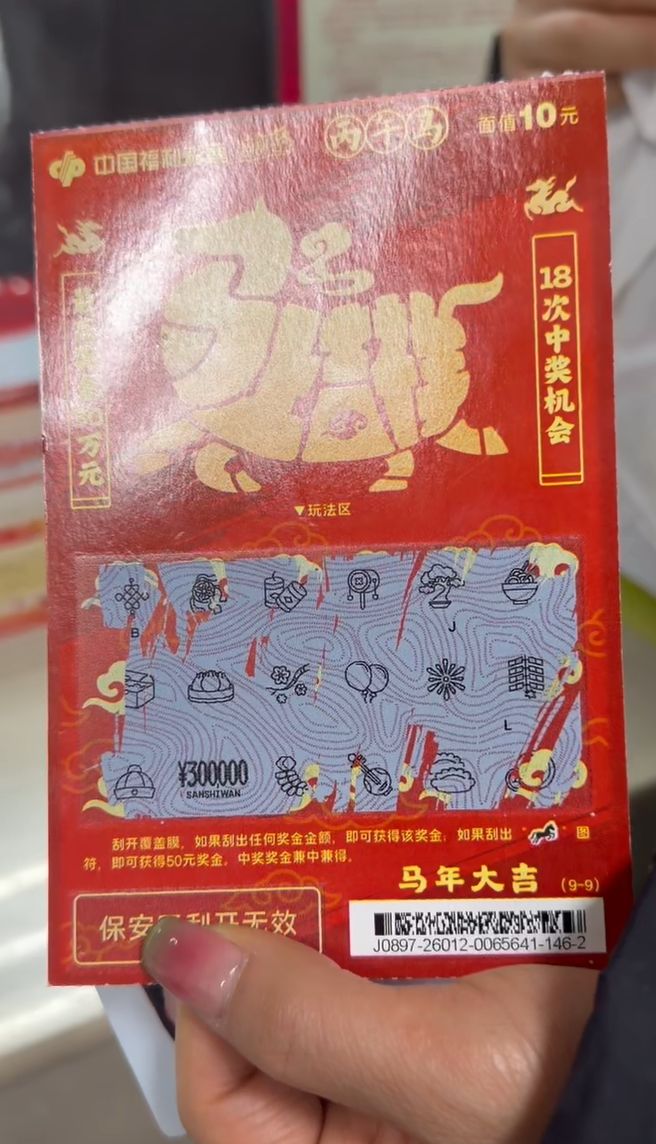 中国福利彩票
丙午马
面值10元
18次中奖机会
万元
▼玩法区
B
J
L
¥300000
SANSHIWAN
刮开覆盖膜，如果刮出任何奖金金额，即可获得该奖金；如果刮出 图
符，即可获得50元奖金。中奖奖金兼中兼得。
马年大吉 (9-9)
保安区刮开无效
J0897-26012-0065641-146-2